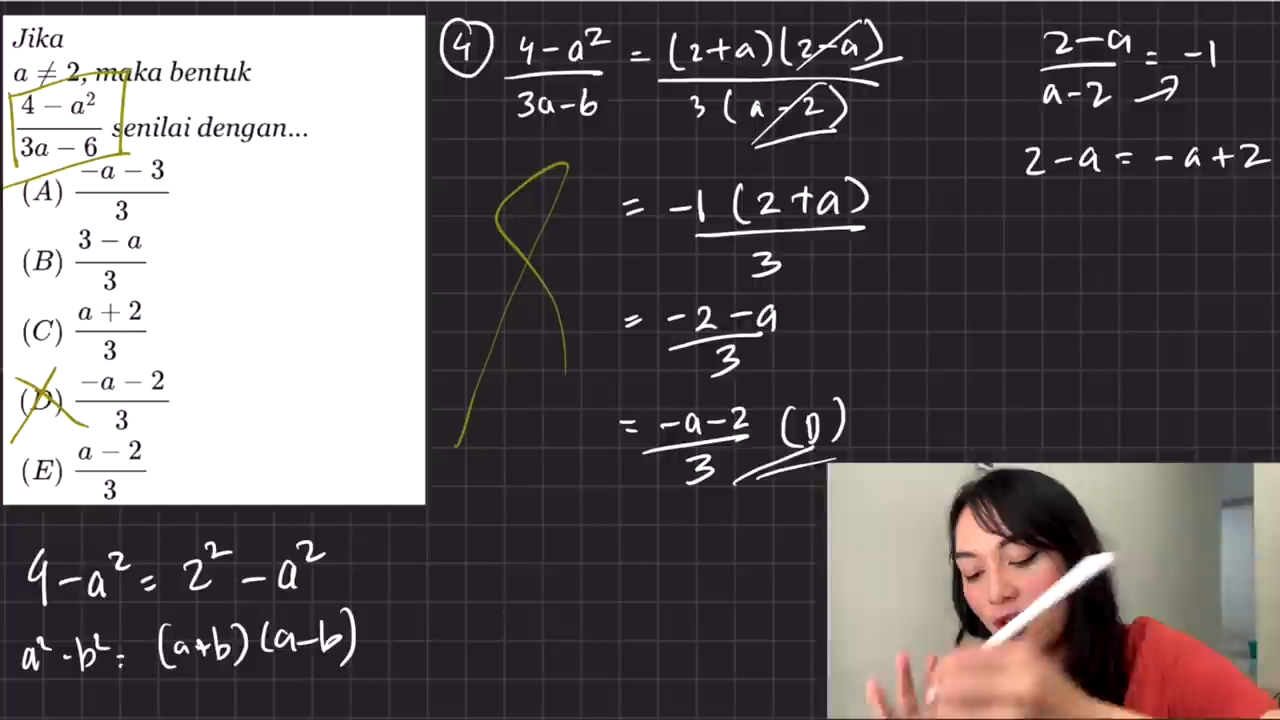 Jika
a ≠ 2, maka bentuk
4 − a²
3a − 6
senilai dengan...
(A) −a − 3
3
(B) 3 − a
3
(C) a + 2
3
(D) −a − 2
3
(E) a − 2
3
4-a² = 2² - a²
a² - b² = (a+b)(a-b)
④ 4-a² = (2+a)(2-a)
3a-6 3(a-2)
= -1(2+a)
3
= -2-a
3
= -a-2 (D)
3
2-a = -1
a-2
2-a = -a+2